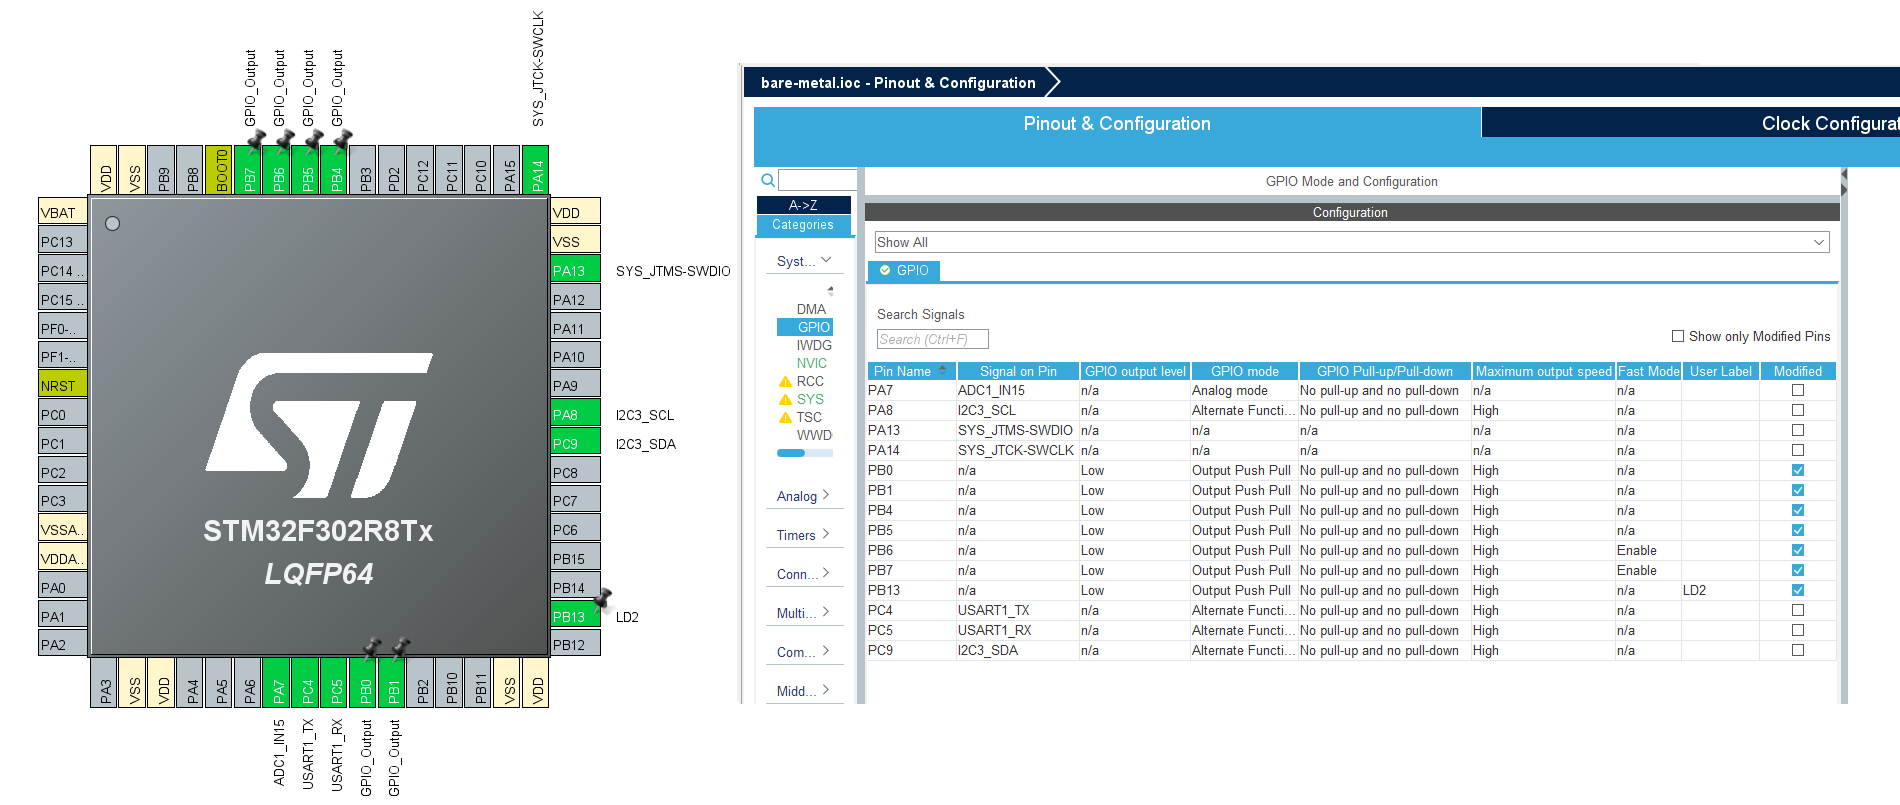 GPIO_Output
GPIO_Output
GPIO_Output
GPIO_Output
SYS_JTCK-SWCLK
VDD
VSS
PB9
PB8
BOOT0
PB7
PB6
PB5
PB4
PB3
PD2
PC12
PC11
PC10
PA15
PA14
VBAT
PC13
PC14 ..
PC15 ..
PF0-..
PF1-..
NRST
PC0
PC1
PC2
PC3
VSSA..
VDDA..
PA0
PA1
PA2
STM32F302R8Tx
LQFP64
VDD
VSS
PA13 SYS_JTMS-SWDIO
PA12
PA11
PA10
PA9
PA8 I2C3_SCL
PC9 I2C3_SDA
PC8
PC7
PC6
PB15
PB14
PB13 LD2
PB12
PA3
VSS
VDD
PA4
PA5
PA6
PA7
PC4
PC5
PB0
PB1
PB2
PB10
PB11
VSS
VDD
ADC1_IN15
USART1_TX
USART1_RX
GPIO_Output
GPIO_Output
bare-metal.ioc - Pinout & Configuration
Pinout & Configuration
Clock Configurat
GPIO Mode and Configuration
A->Z
Categories
Syst...
DMA
GPIO
IWDG
NVIC
RCC
SYS
TSC
WWD
Analog
Timers
Conn...
Multi...
Com...
Midd...
Configuration
Show All
GPIO
Search Signals
Search (Ctrl+F)
Show only Modified Pins
Pin Name Signal on Pin GPIO output level GPIO mode GPIO Pull-up/Pull-down Maximum output speed Fast Mode User Label Modified
PA7 ADC1_IN15 n/a Analog mode No pull-up and no pull-down n/a n/a
PA8 I2C3_SCL n/a Alternate Functi... No pull-up and no pull-down High n/a
PA13 SYS_JTMS-SWDIO n/a n/a n/a n/a n/a
PA14 SYS_JTCK-SWCLK n/a n/a n/a n/a n/a
PB0 n/a Low Output Push Pull No pull-up and no pull-down High n/a
PB1 n/a Low Output Push Pull No pull-up and no pull-down High n/a
PB4 n/a Low Output Push Pull No pull-up and no pull-down High n/a
PB5 n/a Low Output Push Pull No pull-up and no pull-down High n/a
PB6 n/a Low Output Push Pull No pull-up and no pull-down High Enable
PB7 n/a Low Output Push Pull No pull-up and no pull-down High Enable
PB13 n/a Low Output Push Pull No pull-up and no pull-down High n/a LD2
PC4 USART1_TX n/a Alternate Functi... No pull-up and no pull-down High n/a
PC5 USART1_RX n/a Alternate Functi... No pull-up and no pull-down High n/a
PC9 I2C3_SDA n/a Alternate Functi... No pull-up and no pull-down High n/a